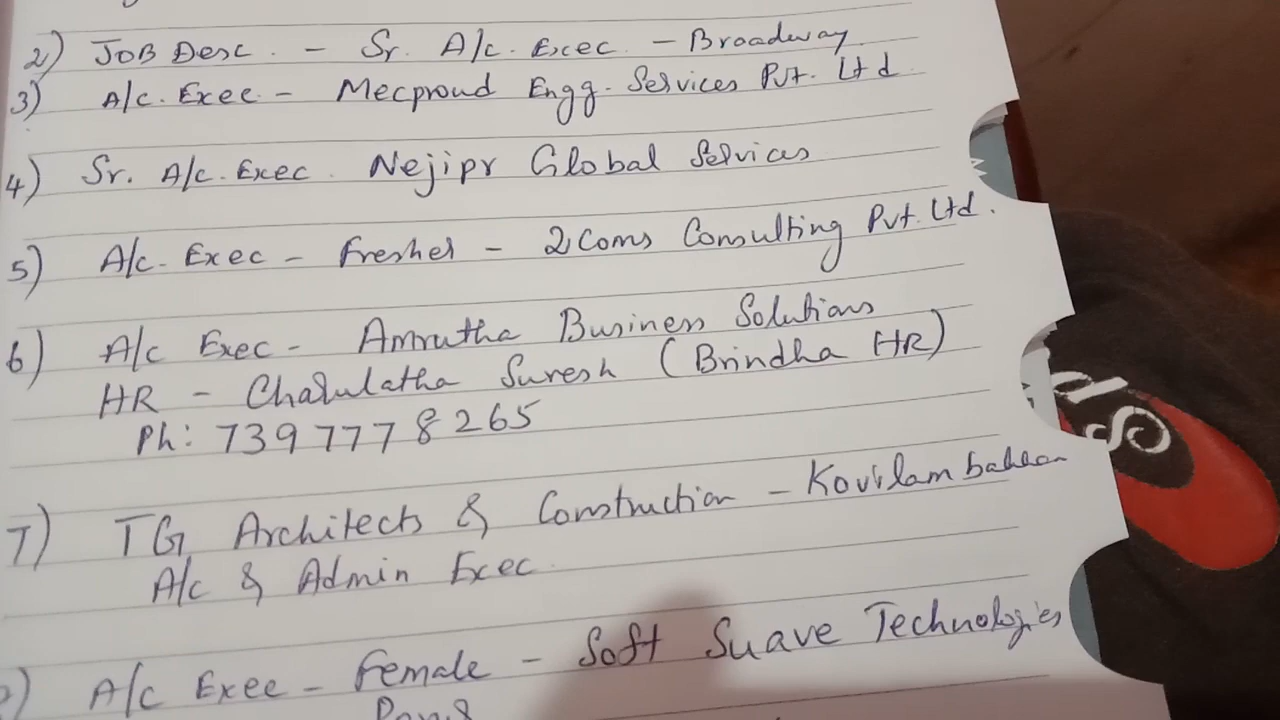 2) JOB Desc. - Sr. A/c. Exec. - Broadway
3) A/c. Exec. - Mecproud Engg. Services Pvt. Ltd
4) Sr. A/c. Exec. Nejipr Global Services
5) A/c. Exec - Fresher - 2Coms Consulting Pvt. Ltd.
6) A/c Exec - Amrutha Business Solutions
HR - Charulatha Suresh (Brindha HR)
Ph: 7397778265
7) TG Architects & Construction - Kovilambakkam
A/c & Admin Exec
A/c Exec - Female - Soft Suave Technologies